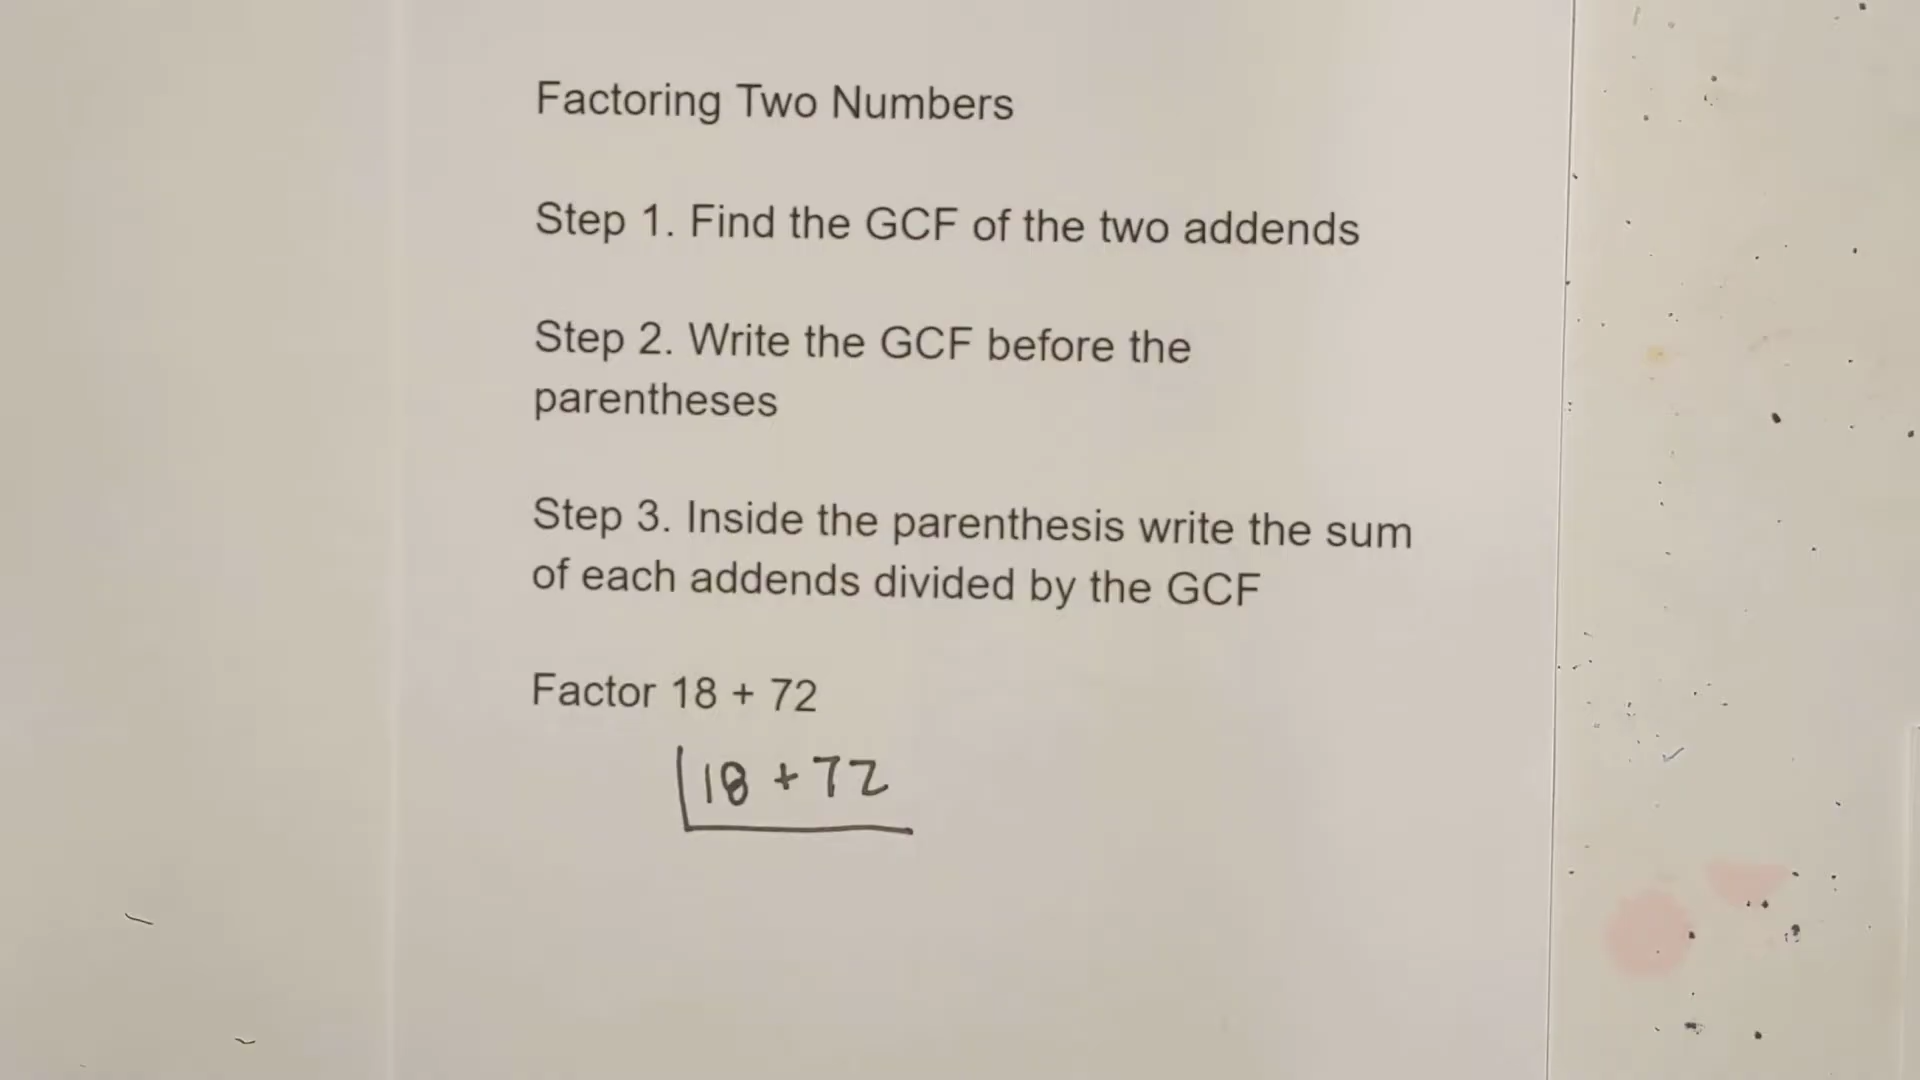 Factoring Two Numbers
Step 1. Find the GCF of the two addends
Step 2. Write the GCF before the
parentheses
Step 3. Inside the parenthesis write the sum
of each addends divided by the GCF
Factor 18 + 72
18 + 72